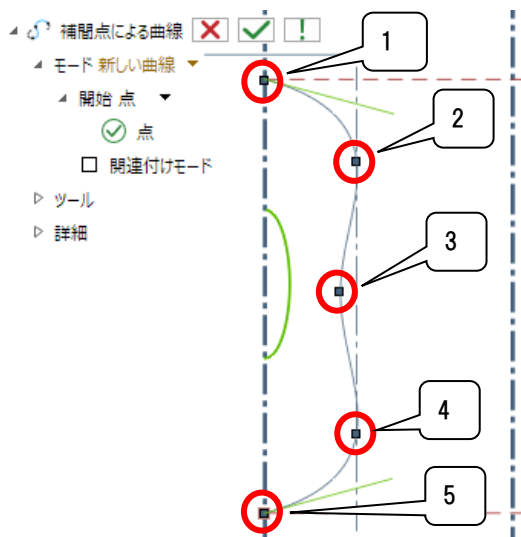 補間点による曲線
モード 新しい曲線
開始 点
点
関連付けモード
ツール
詳細
1
2
3
4
5